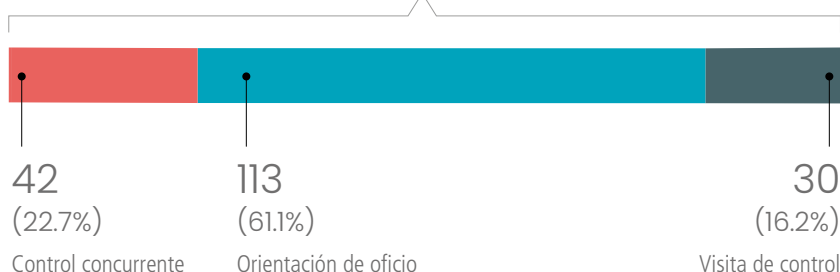 42
(22.7%)
Control concurrente
113
(61.1%)
Orientación de oficio
30
(16.2%)
Visita de control